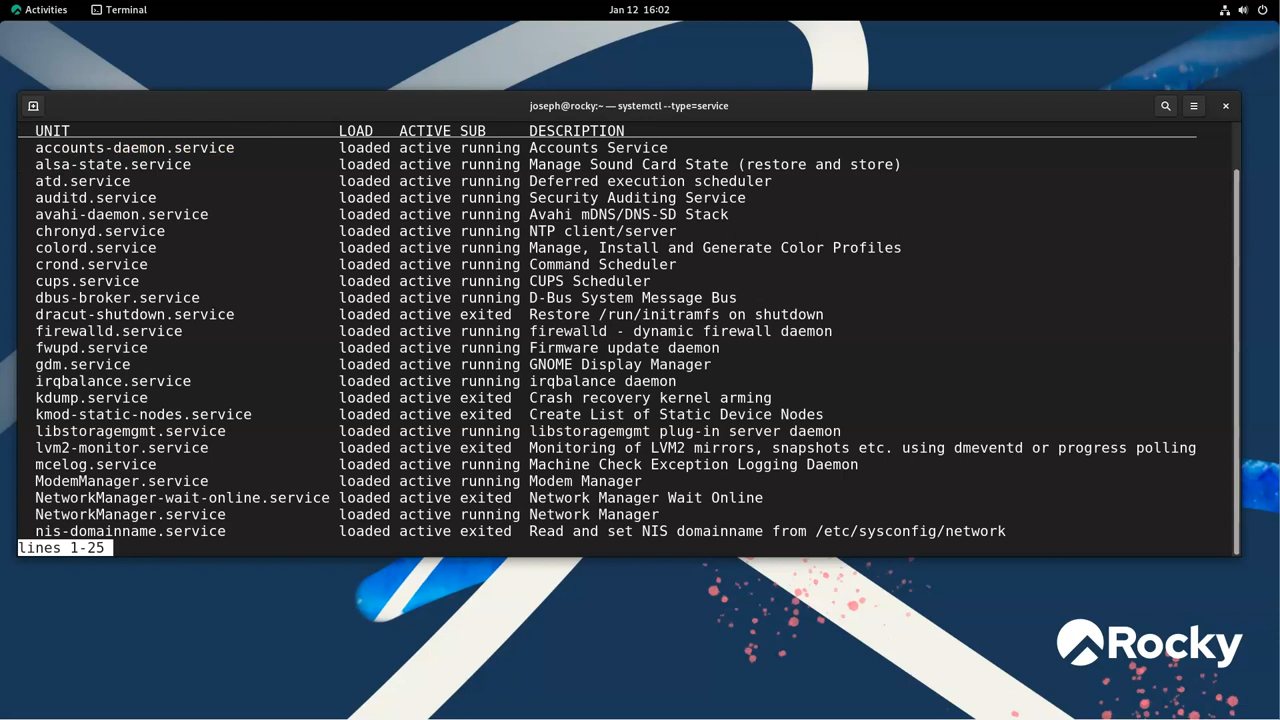 Activities Terminal Jan 12 16:02
joseph@rocky:~ — systemctl --type=service
UNIT LOAD ACTIVE SUB DESCRIPTION
accounts-daemon.service loaded active running Accounts Service
alsa-state.service loaded active running Manage Sound Card State (restore and store)
atd.service loaded active running Deferred execution scheduler
auditd.service loaded active running Security Auditing Service
avahi-daemon.service loaded active running Avahi mDNS/DNS-SD Stack
chronyd.service loaded active running NTP client/server
colord.service loaded active running Manage, Install and Generate Color Profiles
crond.service loaded active running Command Scheduler
cups.service loaded active running CUPS Scheduler
dbus-broker.service loaded active running D-Bus System Message Bus
dracut-shutdown.service loaded active exited Restore /run/initramfs on shutdown
firewalld.service loaded active running firewalld - dynamic firewall daemon
fwupd.service loaded active running Firmware update daemon
gdm.service loaded active running GNOME Display Manager
irqbalance.service loaded active running irqbalance daemon
kdump.service loaded active exited Crash recovery kernel arming
kmod-static-nodes.service loaded active exited Create List of Static Device Nodes
libstoragemgmt.service loaded active running libstoragemgmt plug-in server daemon
lvm2-monitor.service loaded active exited Monitoring of LVM2 mirrors, snapshots etc. using dmeventd or progress polling
mcelog.service loaded active running Machine Check Exception Logging Daemon
ModemManager.service loaded active running Modem Manager
NetworkManager-wait-online.service loaded active exited Network Manager Wait Online
NetworkManager.service loaded active running Network Manager
nis-domainname.service loaded active exited Read and set NIS domainname from /etc/sysconfig/network
lines 1-25
Rocky